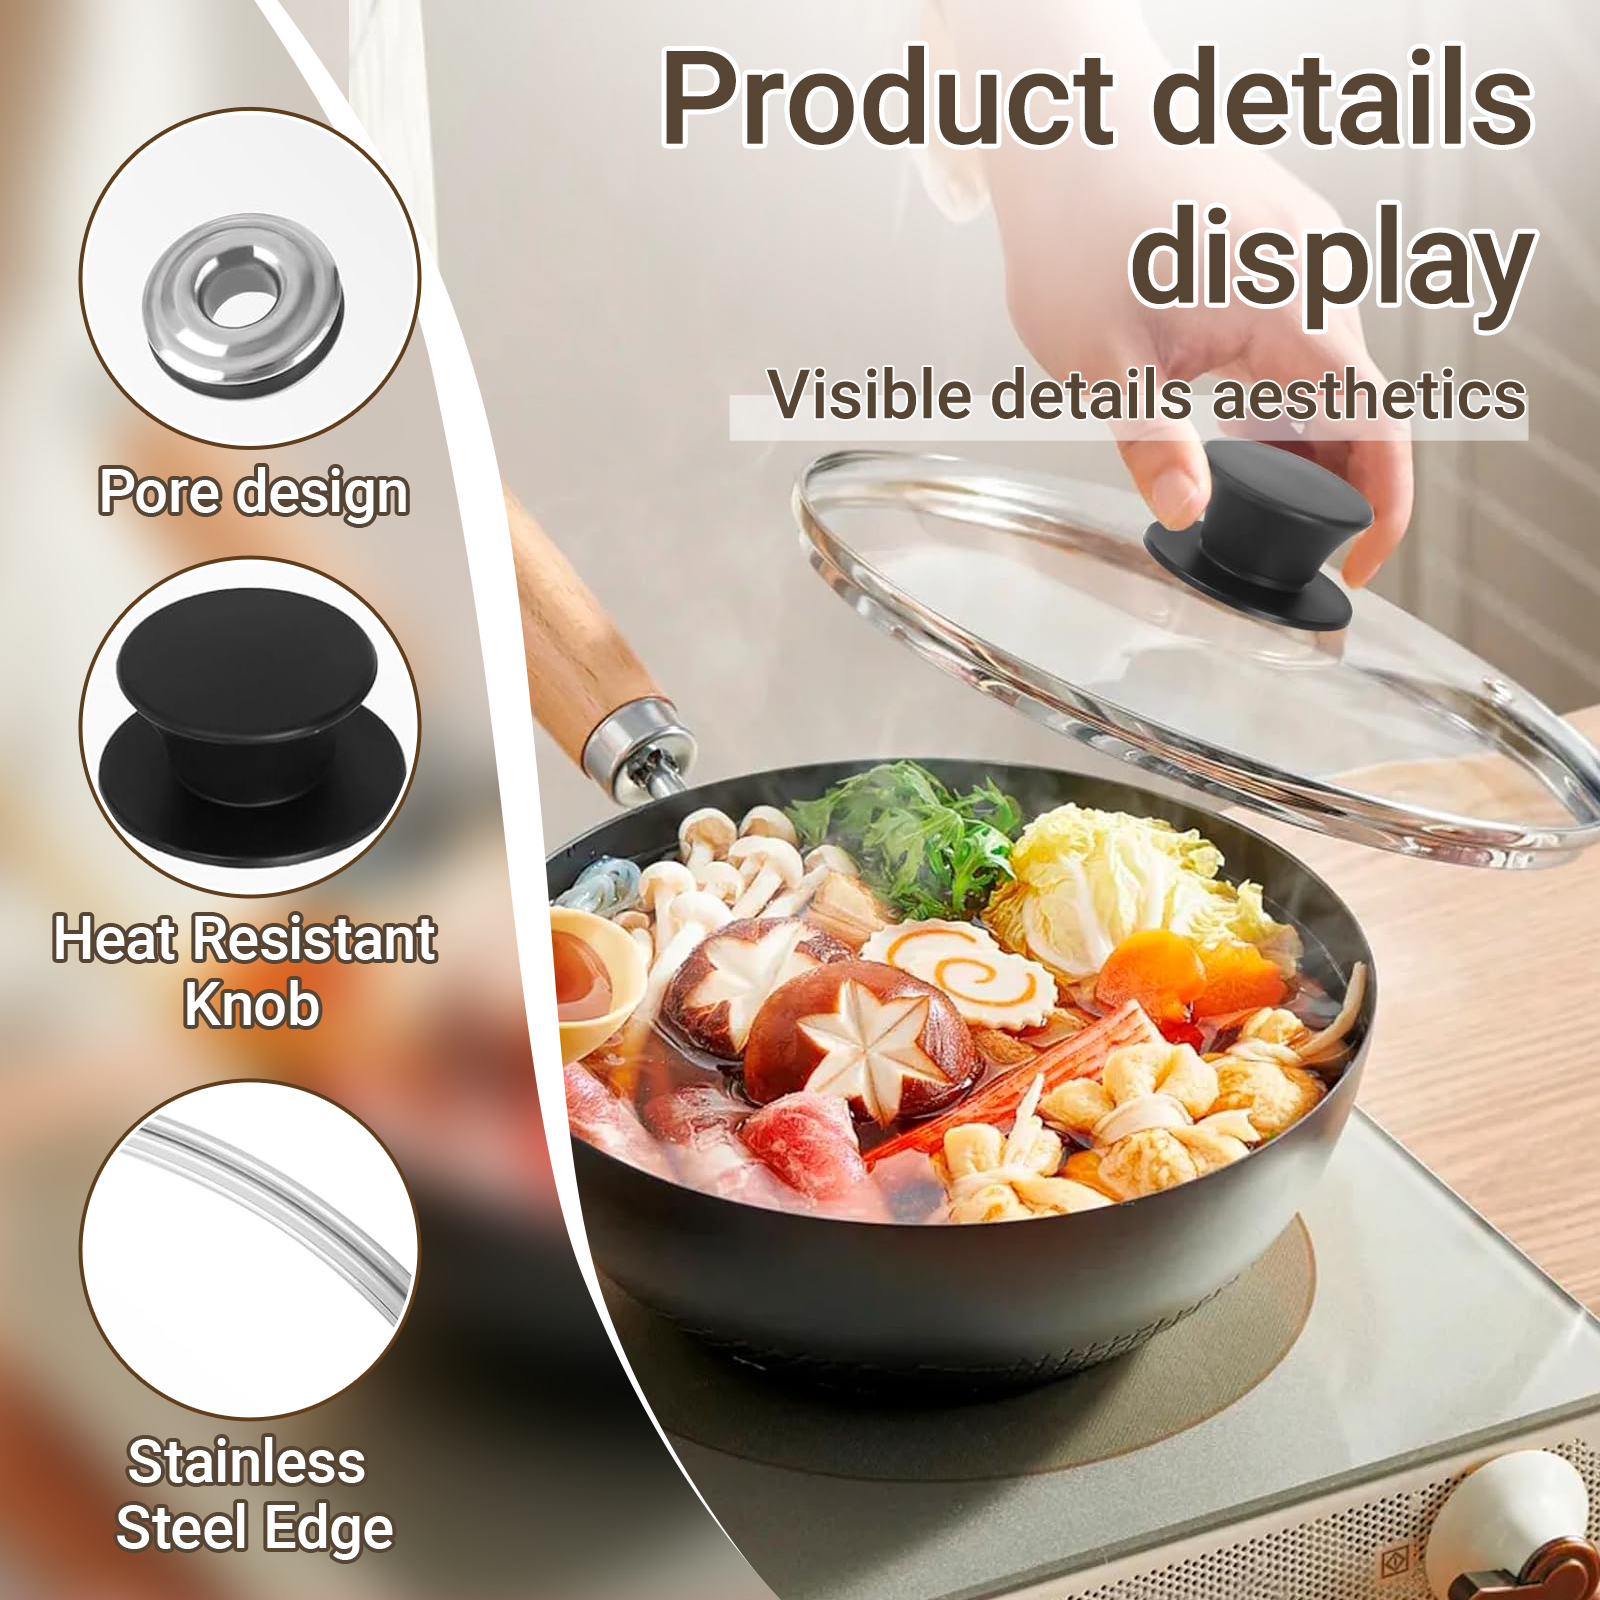 Product details
display
Visible details aesthetics
Pore design
Heat Resistant
Knob
Stainless
Steel Edge